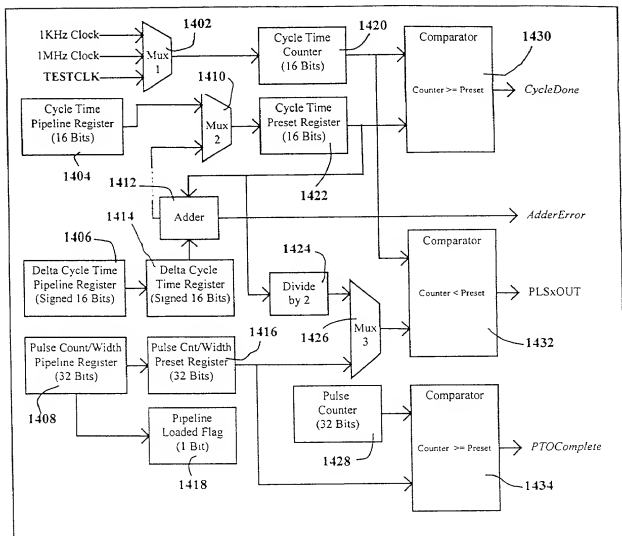 1KHz Clock
1MHz Clock
TESTCLK
Mux
1
1402
Cycle Time
Counter
(16 Bits)
1420
Comparator
Counter >= Preset
1430
CycleDone
Cycle Time
Pipeline Register
(16 Bits)
1404
1410
Mux
2
Cycle Time
Preset Register
(16 Bits)
1422
1412
Adder
AdderError
1406
1414
Delta Cycle Time
Pipeline Register
(Signed 16 Bits)
Delta Cycle
Time Register
(Signed 16 Bits)
1424
Divide
by 2
1426
Mux
3
Comparator
Counter < Preset
PLSxOUT
1432
Pulse Count/Width
Pipeline Register
(32 Bits)
1408
Pulse Cnt/Width
Preset Register
(32 Bits)
1416
Pipeline
Loaded Flag
(1 Bit)
1418
Pulse
Counter
(32 Bits)
1428
Comparator
Counter >= Preset
PTOComplete
1434